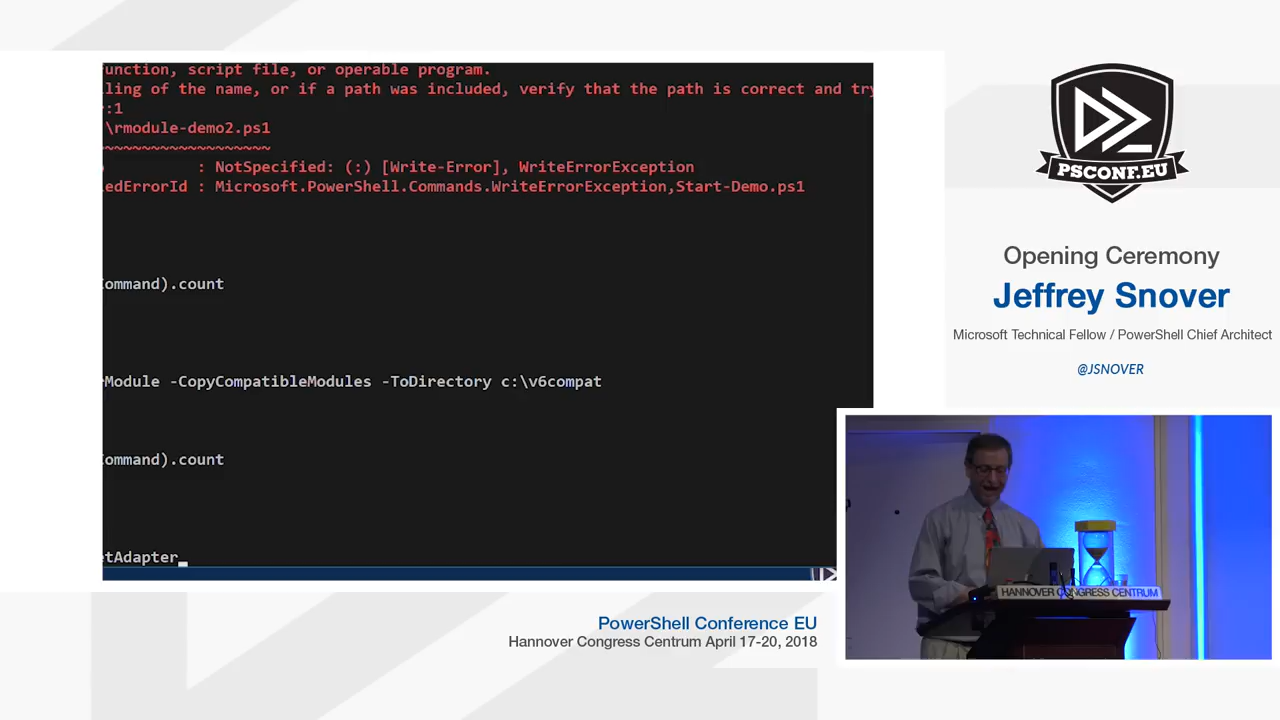 unction, script file, or operable program.
ling of the name, or if a path was included, verify that the path is correct and try
:1
\rmodule-demo2.ps1
~~~~~~~~~~~~~~~~~~
: NotSpecified: (:) [Write-Error], WriteErrorException
edErrorId : Microsoft.PowerShell.Commands.WriteErrorException,Start-Demo.ps1
ommand).count
Module -CopyCompatibleModules -ToDirectory c:\v6compat
ommand).count
etAdapter_
PSCONF.EU
Opening Ceremony
Jeffrey Snover
Microsoft Technical Fellow / PowerShell Chief Architect
@JSNOVER
HANNOVER CONGRESS CENTRUM
PowerShell Conference EU
Hannover Congress Centrum April 17-20, 2018